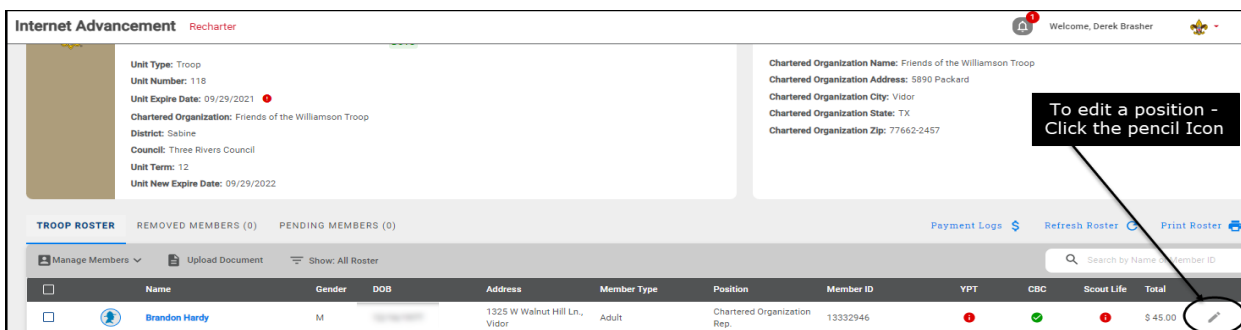 Internet Advancement Recharter
1
Welcome, Derek Brasher
Unit Type: Troop
Unit Number: 118
Unit Expire Date: 09/29/2021
Chartered Organization: Friends of the Williamson Troop
District: Sabine
Council: Three Rivers Council
Unit Term: 12
Unit New Expire Date: 09/29/2022
Chartered Organization Name: Friends of the Williamson Troop
Chartered Organization Address: 5890 Packard
Chartered Organization City: Vidor
Chartered Organization State: TX
Chartered Organization Zip: 77662-2457
To edit a position -
Click the pencil Icon
TROOP ROSTER REMOVED MEMBERS (0) PENDING MEMBERS (0) Payment Logs $ Refresh Roster Print Roster
Manage Members Upload Document Show: All Roster Search by Name or Member ID
Name Gender DOB Address Member Type Position Member ID YPT CBC Scout Life Total
Brandon Hardy M 1325 W Walnut Hill Ln., Vidor Adult Chartered Organization Rep. 13332946 $ 45.00